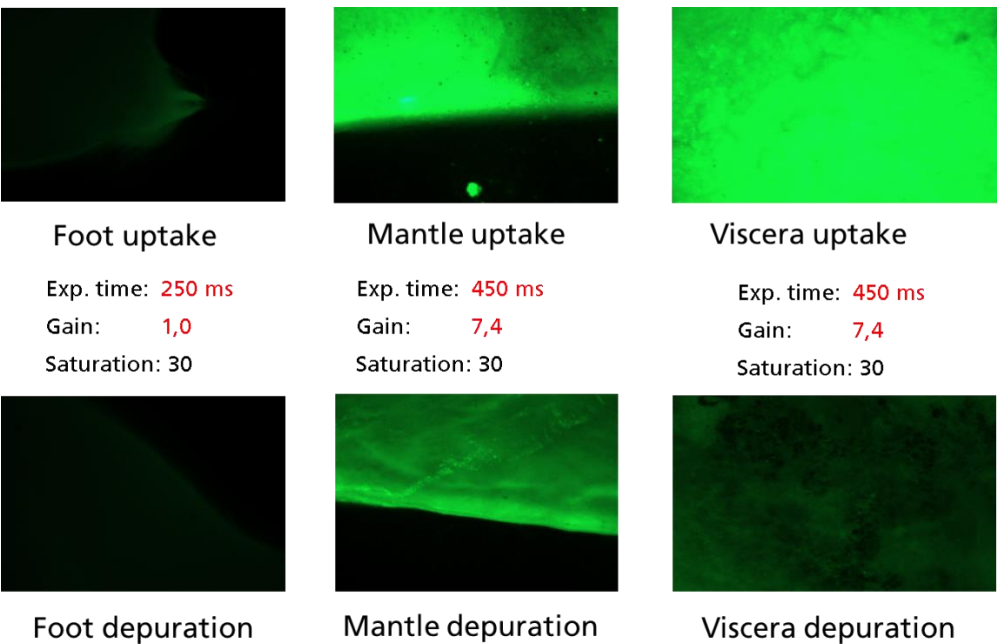 Foot uptake
Mantle uptake
Viscera uptake
Exp. time: 250 ms
Gain: 1,0
Saturation: 30
Exp. time: 450 ms
Gain: 7,4
Saturation: 30
Exp. time: 450 ms
Gain: 7,4
Saturation: 30
Foot depuration
Mantle depuration
Viscera depuration